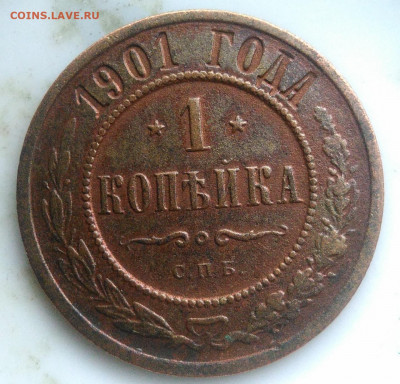 COINS.LAVE.RU
1901 ГОДА
1
КОПѢЙКА
С.П.Б.